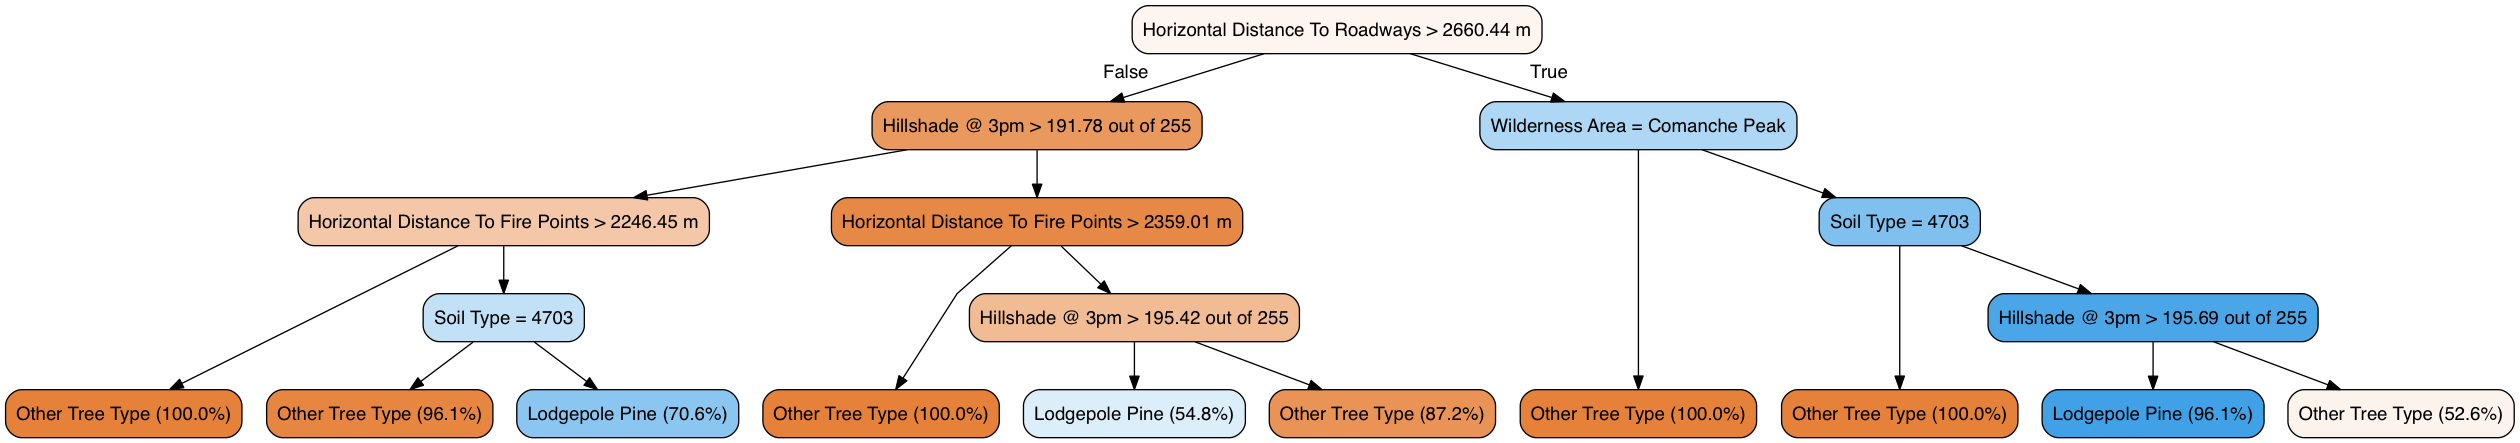 Horizontal Distance To Roadways > 2660.44 m
False
True
Hillshade @ 3pm > 191.78 out of 255
Wilderness Area = Comanche Peak
Horizontal Distance To Fire Points > 2246.45 m
Horizontal Distance To Fire Points > 2359.01 m
Soil Type = 4703
Soil Type = 4703
Hillshade @ 3pm > 195.42 out of 255
Hillshade @ 3pm > 195.69 out of 255
Other Tree Type (100.0%)
Other Tree Type (96.1%)
Lodgepole Pine (70.6%)
Other Tree Type (100.0%)
Lodgepole Pine (54.8%)
Other Tree Type (87.2%)
Other Tree Type (100.0%)
Other Tree Type (100.0%)
Lodgepole Pine (96.1%)
Other Tree Type (52.6%)